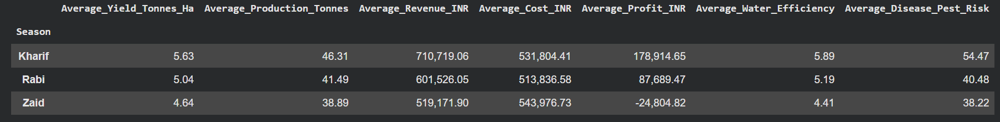 Average_Yield_Tonnes_Ha Average_Production_Tonnes Average_Revenue_INR Average_Cost_INR Average_Profit_INR Average_Water_Efficiency Average_Disease_Pest_Risk
Season
Kharif 5.63 46.31 710,719.06 531,804.41 178,914.65 5.89 54.47
Rabi 5.04 41.49 601,526.05 513,836.58 87,689.47 5.19 40.48
Zaid 4.64 38.89 519,171.90 543,976.73 -24,804.82 4.41 38.22